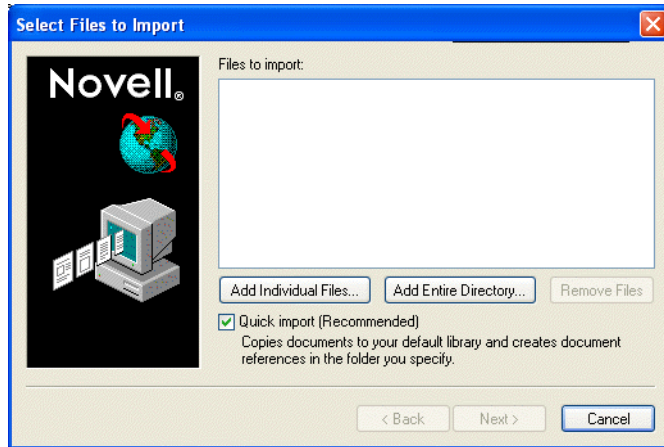 Select Files to Import
Novell®
Files to import:
Add Individual Files...
Add Entire Directory...
Remove Files
Quick import (Recommended)
Copies documents to your default library and creates document
references in the folder you specify.
< Back
Next >
Cancel